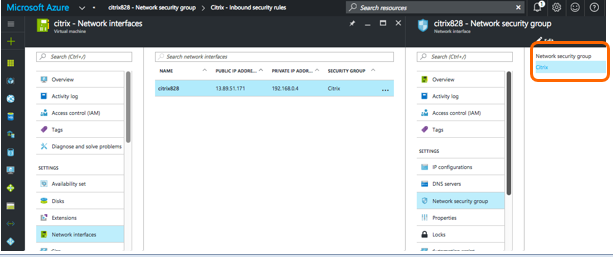 Microsoft Azure citrix828 - Network security group > Citrix - Inbound security rules
Search resources
citrix - Network interfaces
Virtual machine
Search (Ctrl+/)
Overview
Activity log
Access control (IAM)
Tags
Diagnose and solve problems
SETTINGS
Availability set
Disks
Extensions
Network interfaces
Search network interfaces
NAME PUBLIC IP ADDRE... PRIVATE IP ADDRE... SECURITY GROUP
citrix828 13.89.51.171 192.168.0.4 Citrix ...
citrix828 - Network security group
Network interface
Search (Ctrl+/)
Overview
Activity log
Access control (IAM)
Tags
SETTINGS
IP configurations
DNS servers
Network security group
Properties
Locks
Edit
Network security group
Citrix